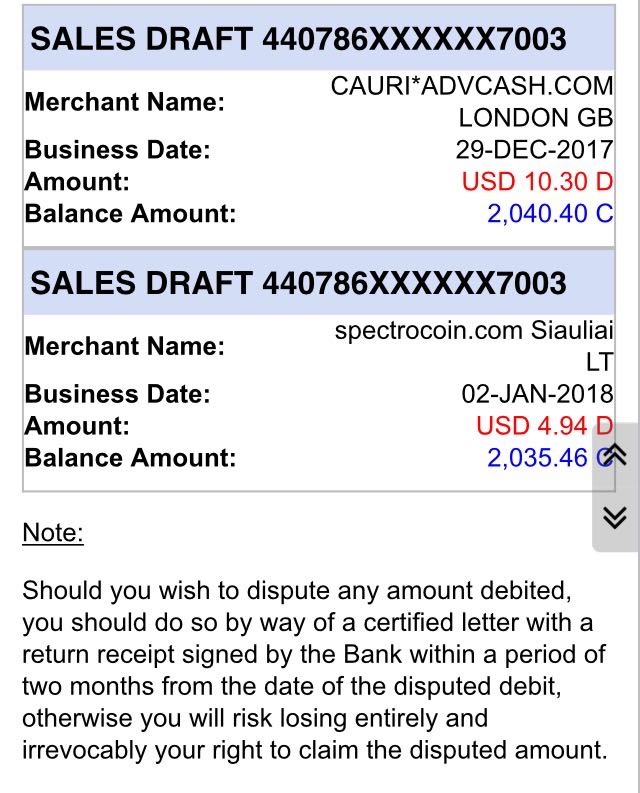 SALES DRAFT 440786XXXXXX7003
Merchant Name: CAURI*ADVCASH.COM
LONDON GB
Business Date: 29-DEC-2017
Amount: USD 10.30 D
Balance Amount: 2,040.40 C
SALES DRAFT 440786XXXXXX7003
Merchant Name: spectrocoin.com Siauliai
LT
Business Date: 02-JAN-2018
Amount: USD 4.94 D
Balance Amount: 2,035.46 C
Note:
Should you wish to dispute any amount debited,
you should do so by way of a certified letter with a
return receipt signed by the Bank within a period of
two months from the date of the disputed debit,
otherwise you will risk losing entirely and
irrevocably your right to claim the disputed amount.